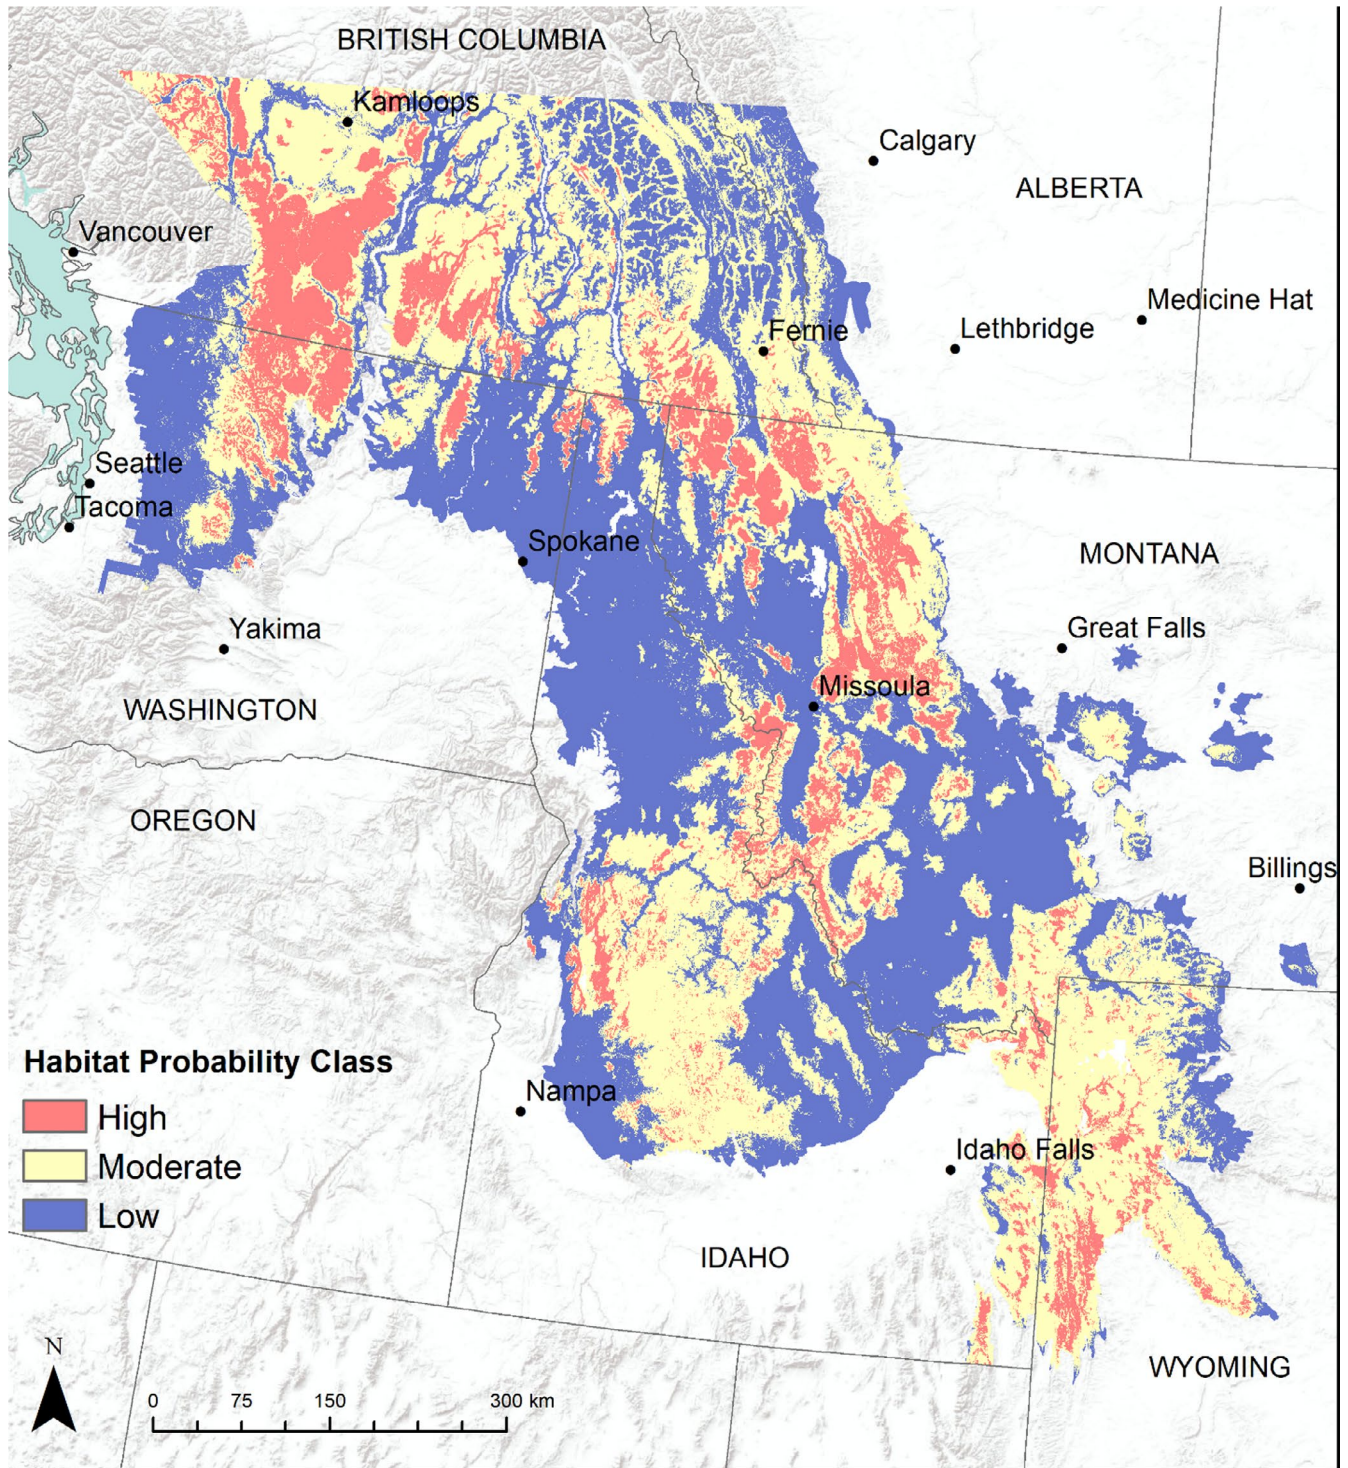 BRITISH COLUMBIA
Kamloops
Calgary
ALBERTA
Vancouver
Medicine Hat
Fernie
Lethbridge
Seattle
Tacoma
Spokane
MONTANA
Yakima
Great Falls
Missoula
WASHINGTON
OREGON
Billings
Habitat Probability Class
High
Moderate
Low
Nampa
Idaho Falls
IDAHO
WYOMING
N
0 75 150 300 km